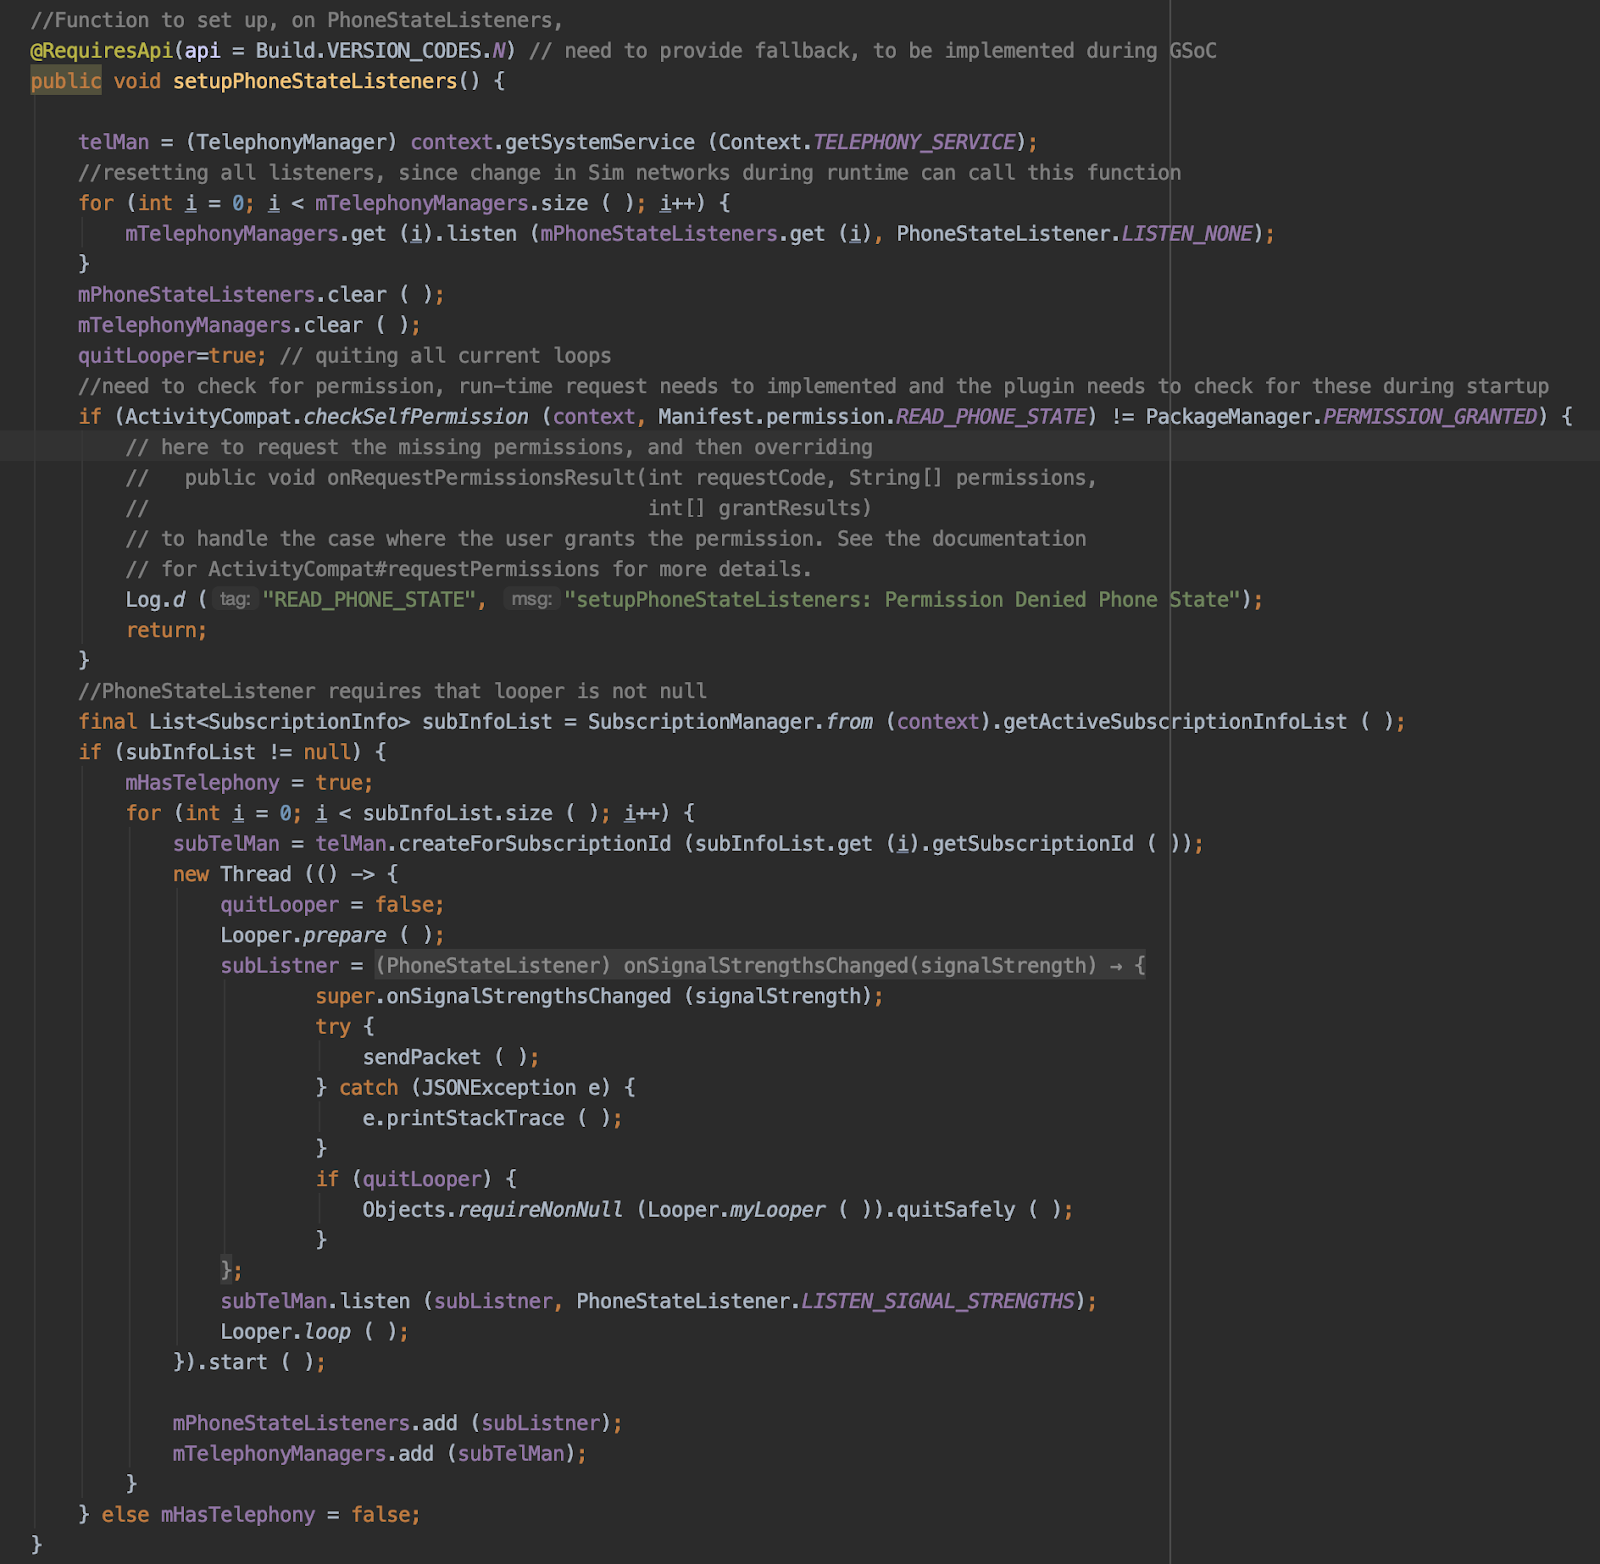 //Function to set up, on PhoneStateListeners,
@RequiresApi(api = Build.VERSION_CODES.N) // need to provide fallback, to be implemented during GSoC
public void setupPhoneStateListeners() {
telMan = (TelephonyManager) context.getSystemService (Context.TELEPHONY_SERVICE);
//resetting all listeners, since change in Sim networks during runtime can call this function
for (int i = 0; i < mTelephonyManagers.size ( ); i++) {
mTelephonyManagers.get (i).listen (mPhoneStateListeners.get (i), PhoneStateListener.LISTEN_NONE);
}
mPhoneStateListeners.clear ( );
mTelephonyManagers.clear ( );
quitLooper=true; // quiting all current loops
//need to check for permission, run-time request needs to implemented and the plugin needs to check for these during startup
if (ActivityCompat.checkSelfPermission (context, Manifest.permission.READ_PHONE_STATE) != PackageManager.PERMISSION_GRANTED) {
// here to request the missing permissions, and then overriding
//   public void onRequestPermissionsResult(int requestCode, String[] permissions,
//                                          int[] grantResults)
// to handle the case where the user grants the permission. See the documentation
// for ActivityCompat#requestPermissions for more details.
Log.d ( tag: "READ_PHONE_STATE", msg: "setupPhoneStateListeners: Permission Denied Phone State");
return;
}
//PhoneStateListener requires that looper is not null
final List<SubscriptionInfo> subInfoList = SubscriptionManager.from (context).getActiveSubscriptionInfoList ( );
if (subInfoList != null) {
mHasTelephony = true;
for (int i = 0; i < subInfoList.size ( ); i++) {
subTelMan = telMan.createForSubscriptionId (subInfoList.get (i).getSubscriptionId ( ));
new Thread (() -> {
quitLooper = false;
Looper.prepare ( );
subListner = (PhoneStateListener) onSignalStrengthsChanged(signalStrength) → {
super.onSignalStrengthsChanged (signalStrength);
try {
sendPacket ( );
} catch (JSONException e) {
e.printStackTrace ( );
}
if (quitLooper) {
Objects.requireNonNull (Looper.myLooper ( )).quitSafely ( );
}
};
subTelMan.listen (subListner, PhoneStateListener.LISTEN_SIGNAL_STRENGTHS);
Looper.loop ( );
}).start ( );
mPhoneStateListeners.add (subListner);
mTelephonyManagers.add (subTelMan);
}
} else mHasTelephony = false;
}